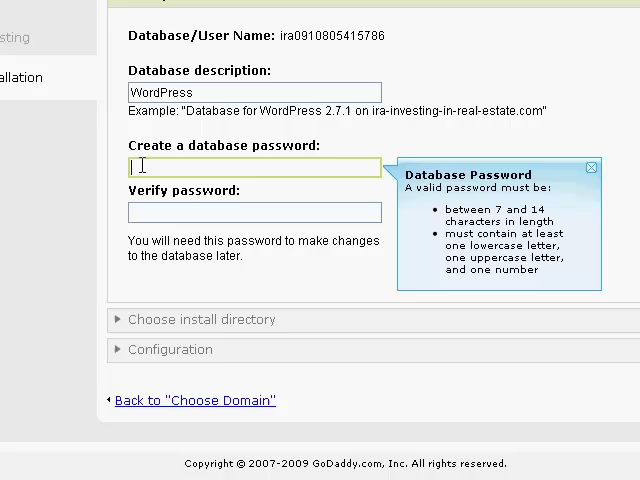 sting
allation
Database/User Name: ira0910805415786
Database description:
WordPress
Example: "Database for WordPress 2.7.1 on ira-investing-in-real-estate.com"
Create a database password:
Verify password:
You will need this password to make changes
to the database later.
Database Password
A valid password must be:
• between 7 and 14
characters in length
• must contain at least
one lowercase letter,
one uppercase letter,
and one number
Choose install directory
Configuration
Back to "Choose Domain"
Copyright © 2007-2009 GoDaddy.com, Inc. All rights reserved.